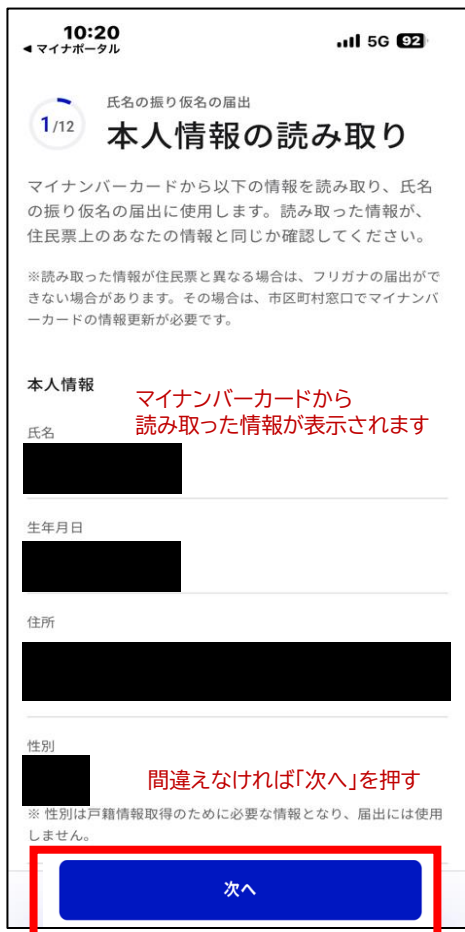 10:20
◀ マイナポータル
5G 92
氏名の振り仮名の届出
1/12
本人情報の読み取り
マイナンバーカードから以下の情報を読み取り、氏名
の振り仮名の届出に使用します。読み取った情報が、
住民票上のあなたの情報と同じか確認してください。
※読み取った情報が住民票と異なる場合は、フリガナの届出がで
きない場合があります。その場合は、市区町村窓口でマイナンバ
ーカードの情報更新が必要です。
本人情報
マイナンバーカードから
読み取った情報が表示されます
氏名
生年月日
住所
性別
間違えなければ「次へ」を押す
※ 性別は戸籍情報取得のために必要な情報となり、届出には使用
しません。
次へ